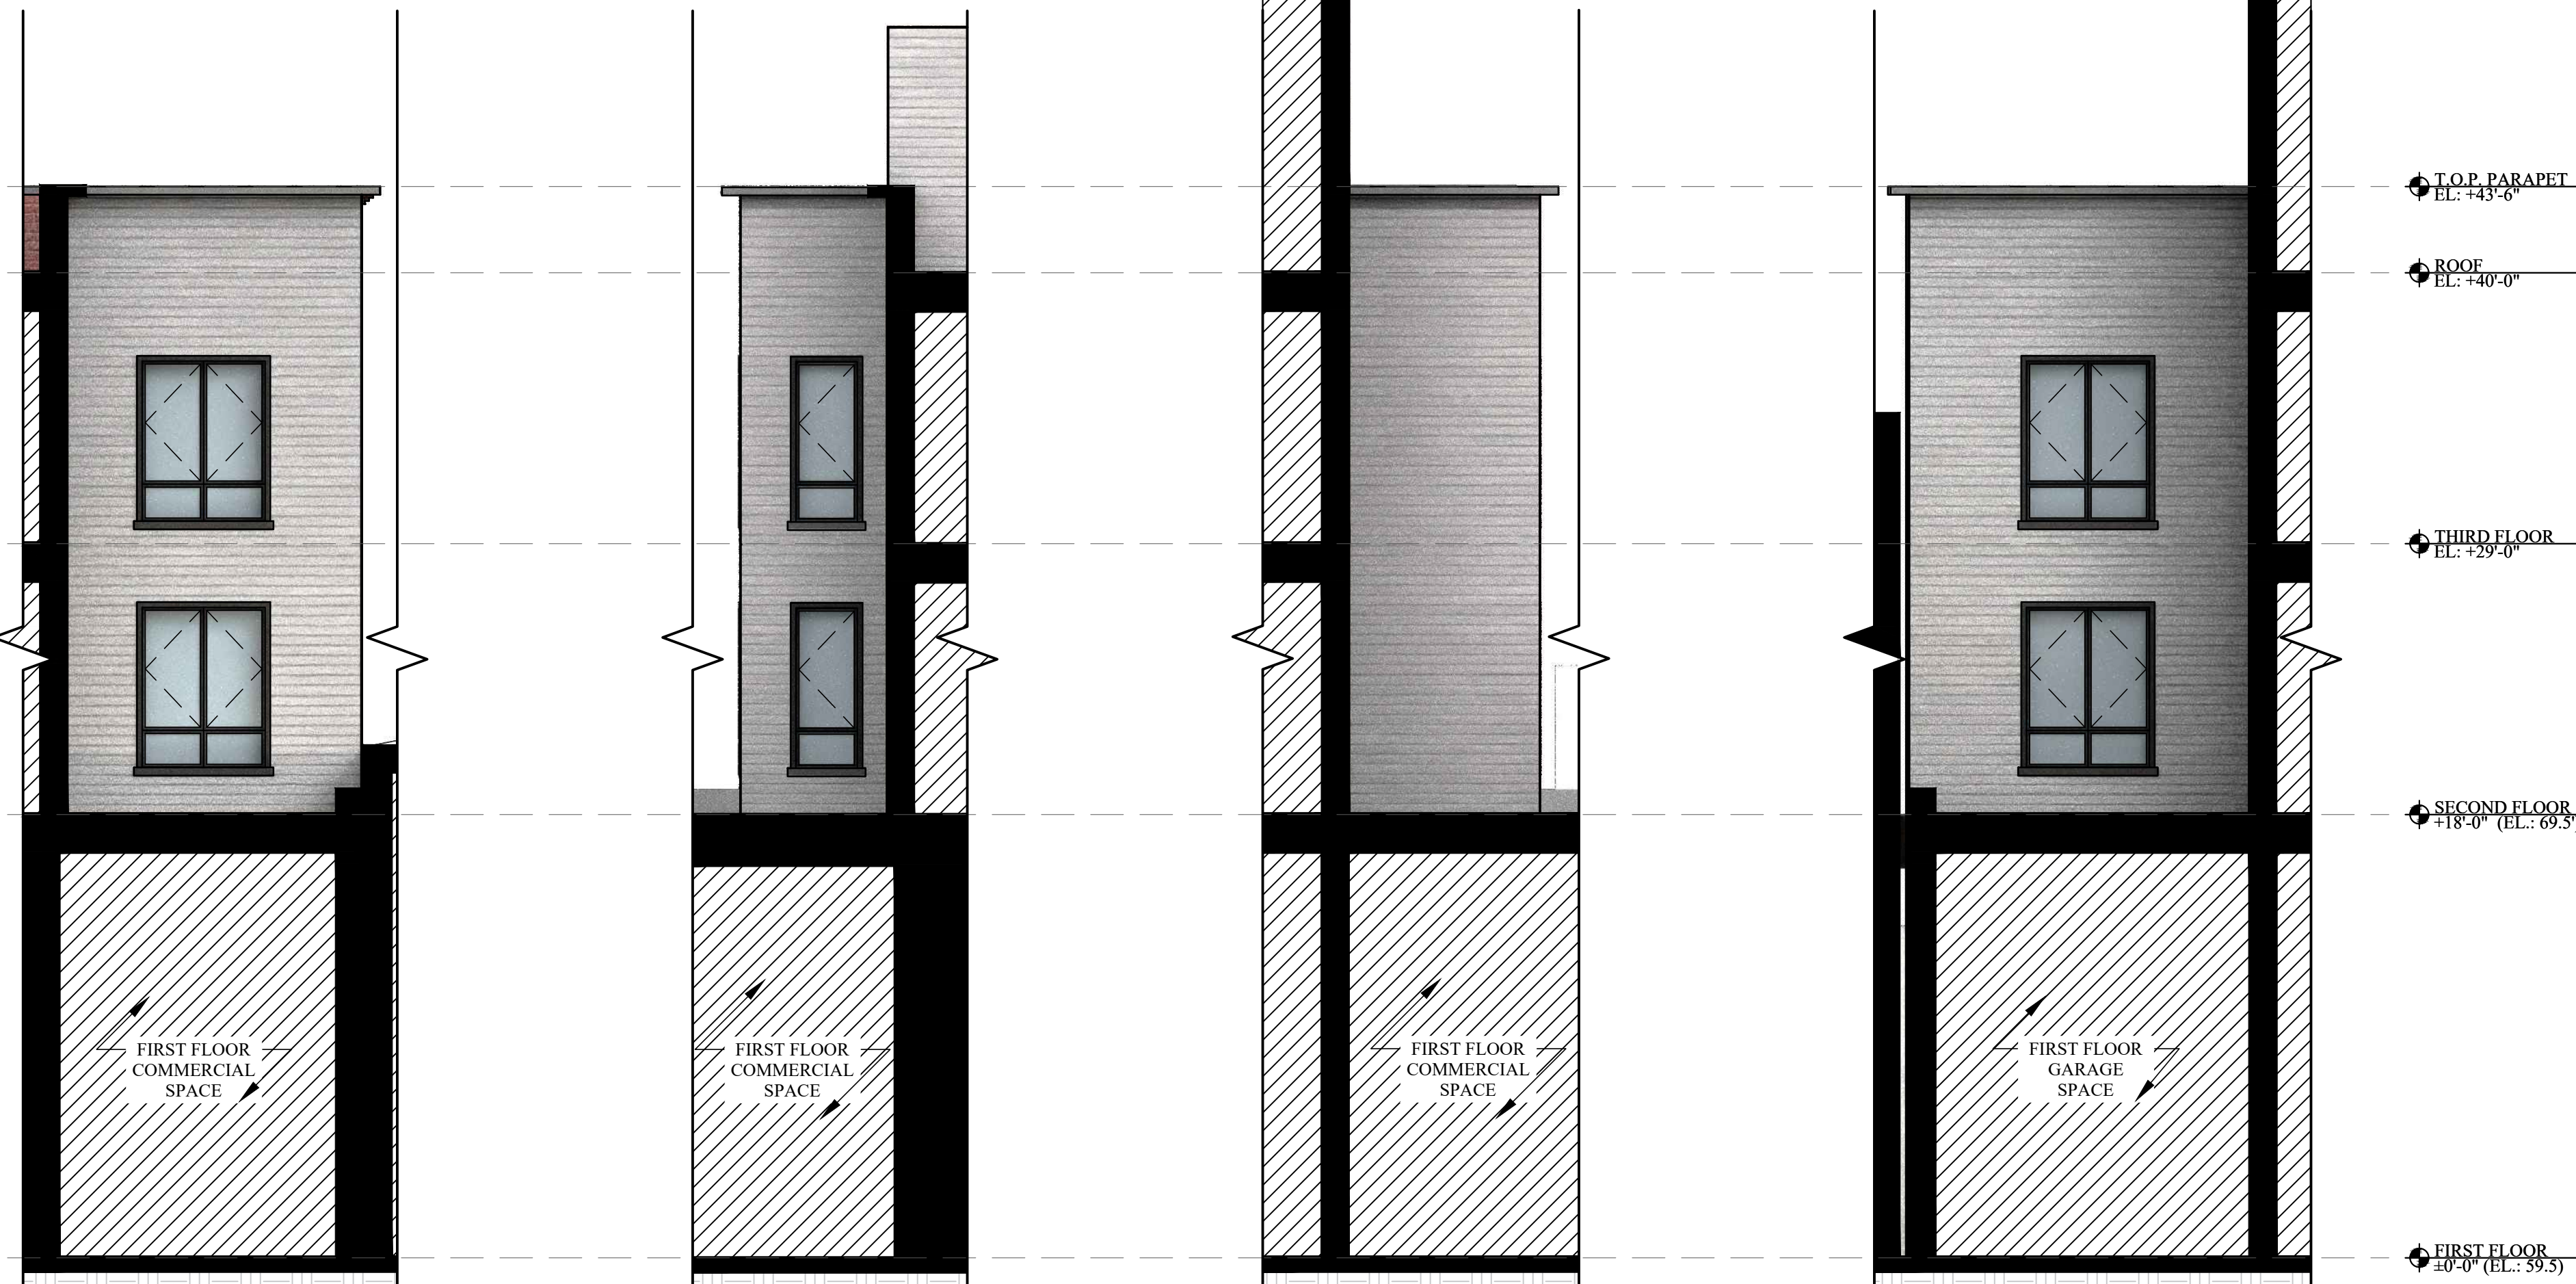 T.O.P. PARAPET
EL: +43'-6"
ROOF
EL: +40'-0"
THIRD FLOOR
EL: +29'-0"
SECOND FLOOR
+18'-0" (EL.: 69.5'
FIRST FLOOR
COMMERCIAL
SPACE
FIRST FLOOR
COMMERCIAL
SPACE
FIRST FLOOR
COMMERCIAL
SPACE
FIRST FLOOR
GARAGE
SPACE
FIRST FLOOR
±0'-0" (EL.: 59.5)